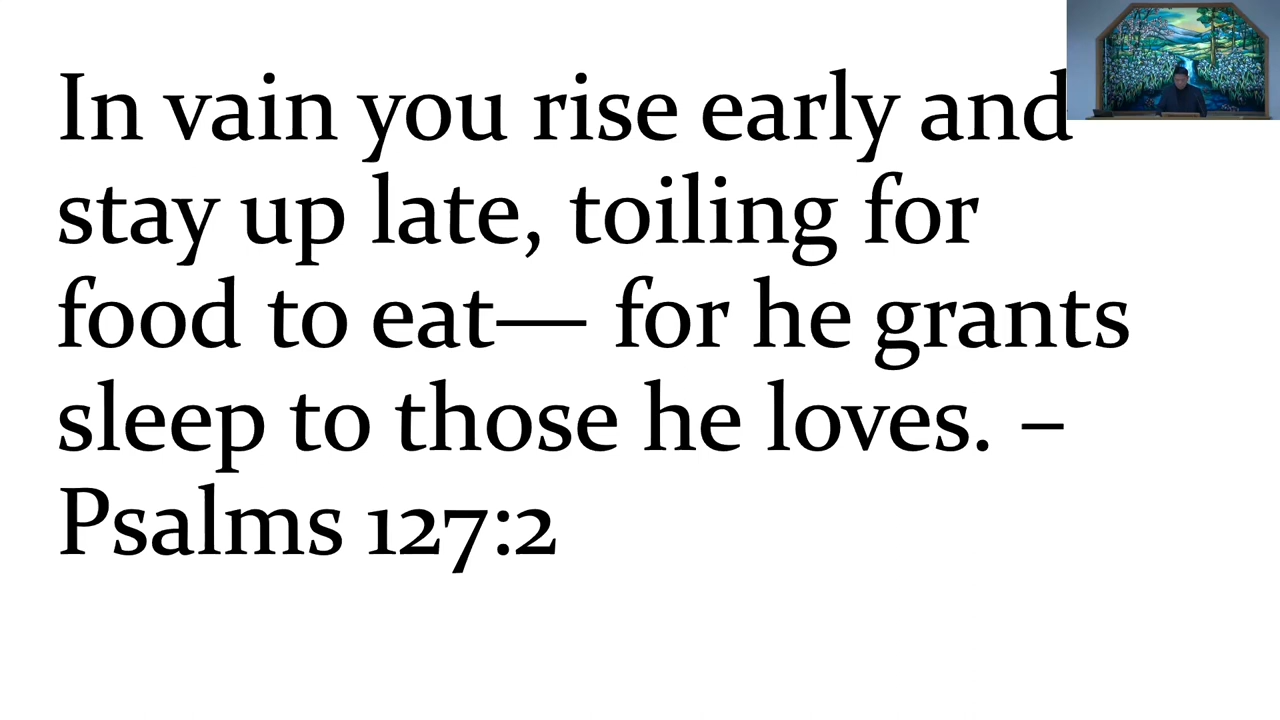 In vain you rise early and
stay up late, toiling for
food to eat— for he grants
sleep to those he loves. –
Psalms 127:2